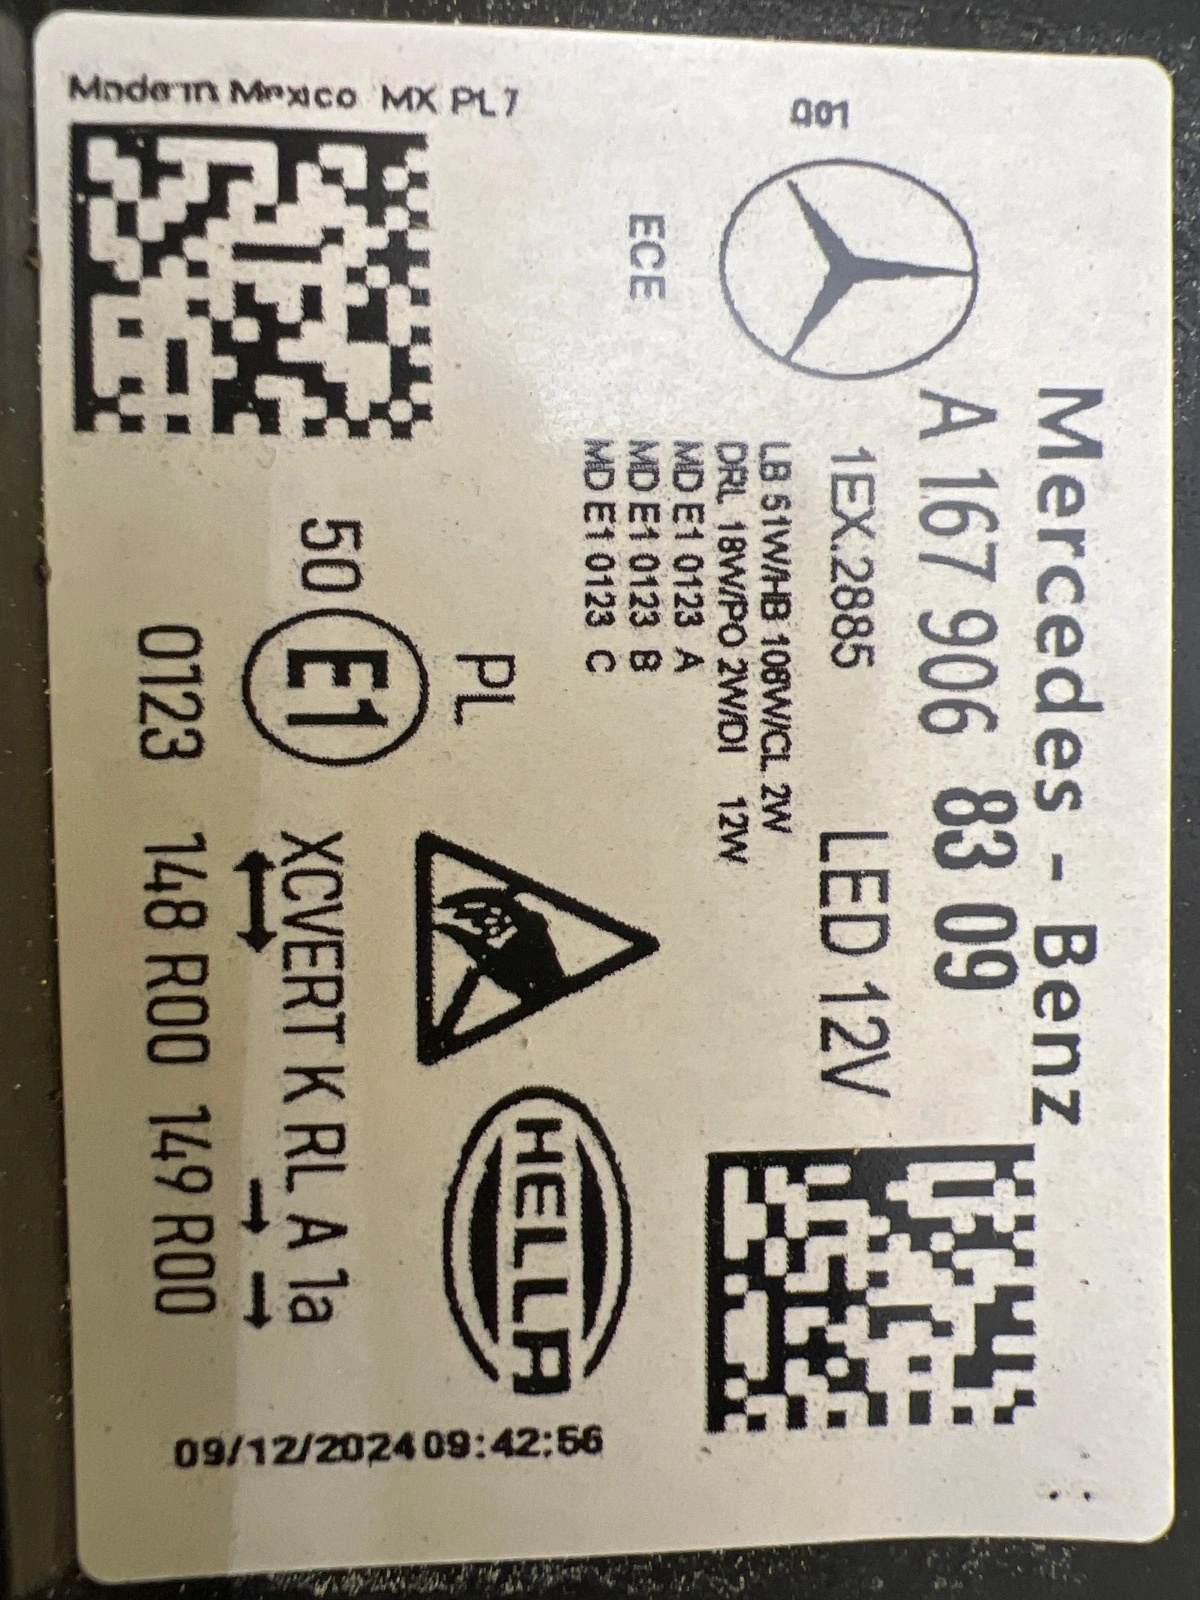 Mercedes - Benz
A 167 906 83 09
1EX.2885 LED 12V
LB 51W/HB 108W/CL 2W
DRL 18W/PO 2W/DI 12W
MD E1 0123 A
MD E1 0123 B
MD E1 0123 C
ECE
001
HELLA
PL
50 E1 XCVERT K RL A 1a
↔ → →
0123 148 R00 149 R00
Made in Mexico MX PL7
09/12/2024 09:42:56